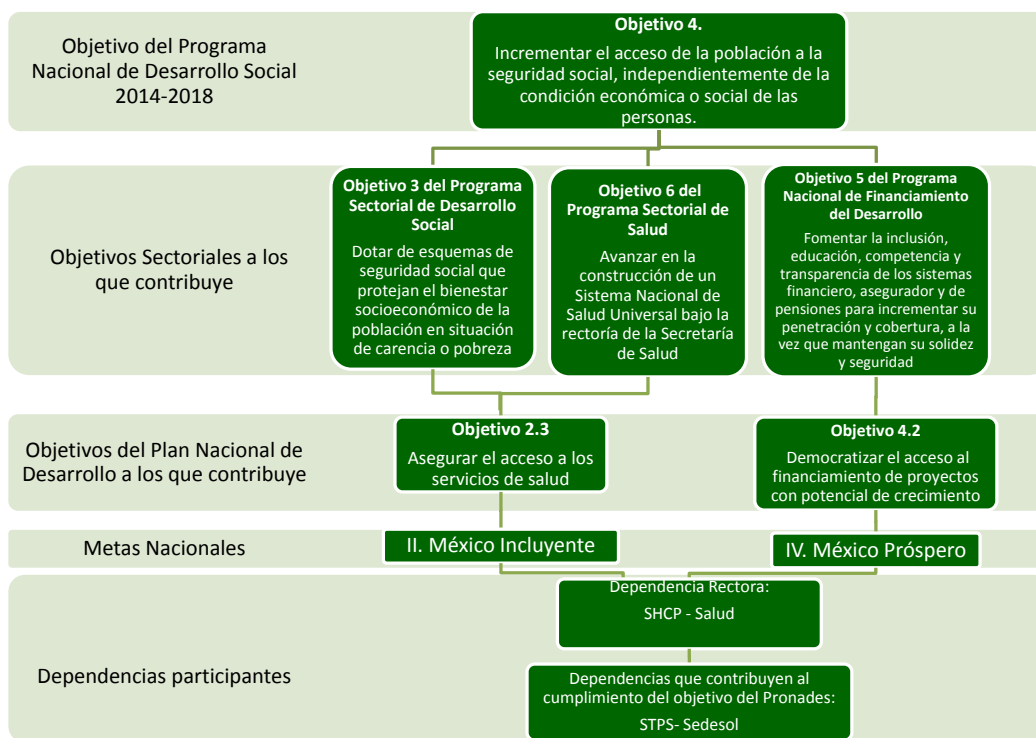 Objetivo del Programa
Nacional de Desarrollo Social
2014-2018
Objetivo 4.
Incrementar el acceso de la población a la
seguridad social, independientemente de la
condición económica o social de las
personas.
Objetivos Sectoriales a los
que contribuye
Objetivo 3 del Programa
Sectorial de Desarrollo
Social
Dotar de esquemas de
seguridad social que
protejan el bienestar
socioeconómico de la
población en situación
de carencia o pobreza
Objetivo 6 del
Programa Sectorial de
Salud
Avanzar en la
construcción de un
Sistema Nacional de
Salud Universal bajo la
rectoría de la Secretaría
de Salud
Objetivo 5 del Programa
Nacional de Financiamiento
del Desarrollo
Fomentar la inclusión,
educación, competencia y
transparencia de los sistemas
financiero, asegurador y de
pensiones para incrementar su
penetración y cobertura, a la
vez que mantengan su solidez
y seguridad
Objetivos del Plan Nacional de
Desarrollo a los que contribuye
Objetivo 2.3
Asegurar el acceso a los
servicios de salud
Objetivo 4.2
Democratizar el acceso al
financiamiento de proyectos
con potencial de crecimiento
Metas Nacionales
II. México Incluyente
IV. México Próspero
Dependencias participantes
Dependencia Rectora:
SHCP - Salud
Dependencias que contribuyen al
cumplimiento del objetivo del Pronades:
STPS- Sedesol